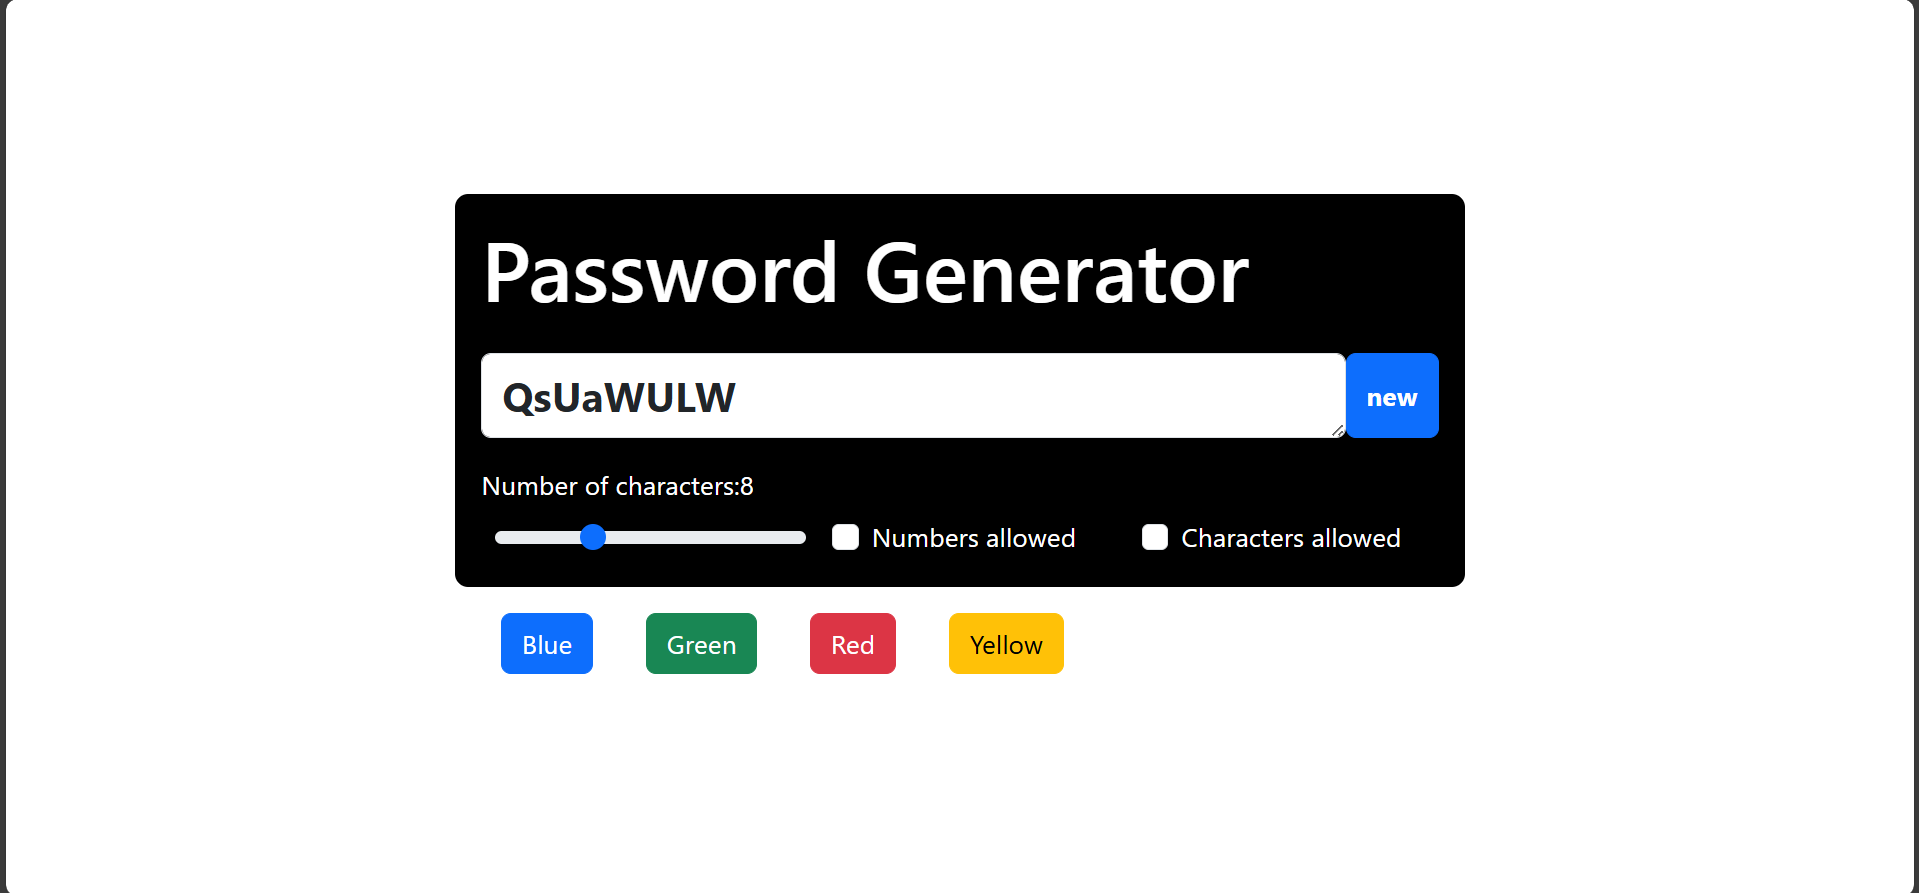 Password Generator
QsUaWULW
new
Number of characters:8
Numbers allowed
Characters allowed
Blue
Green
Red
Yellow